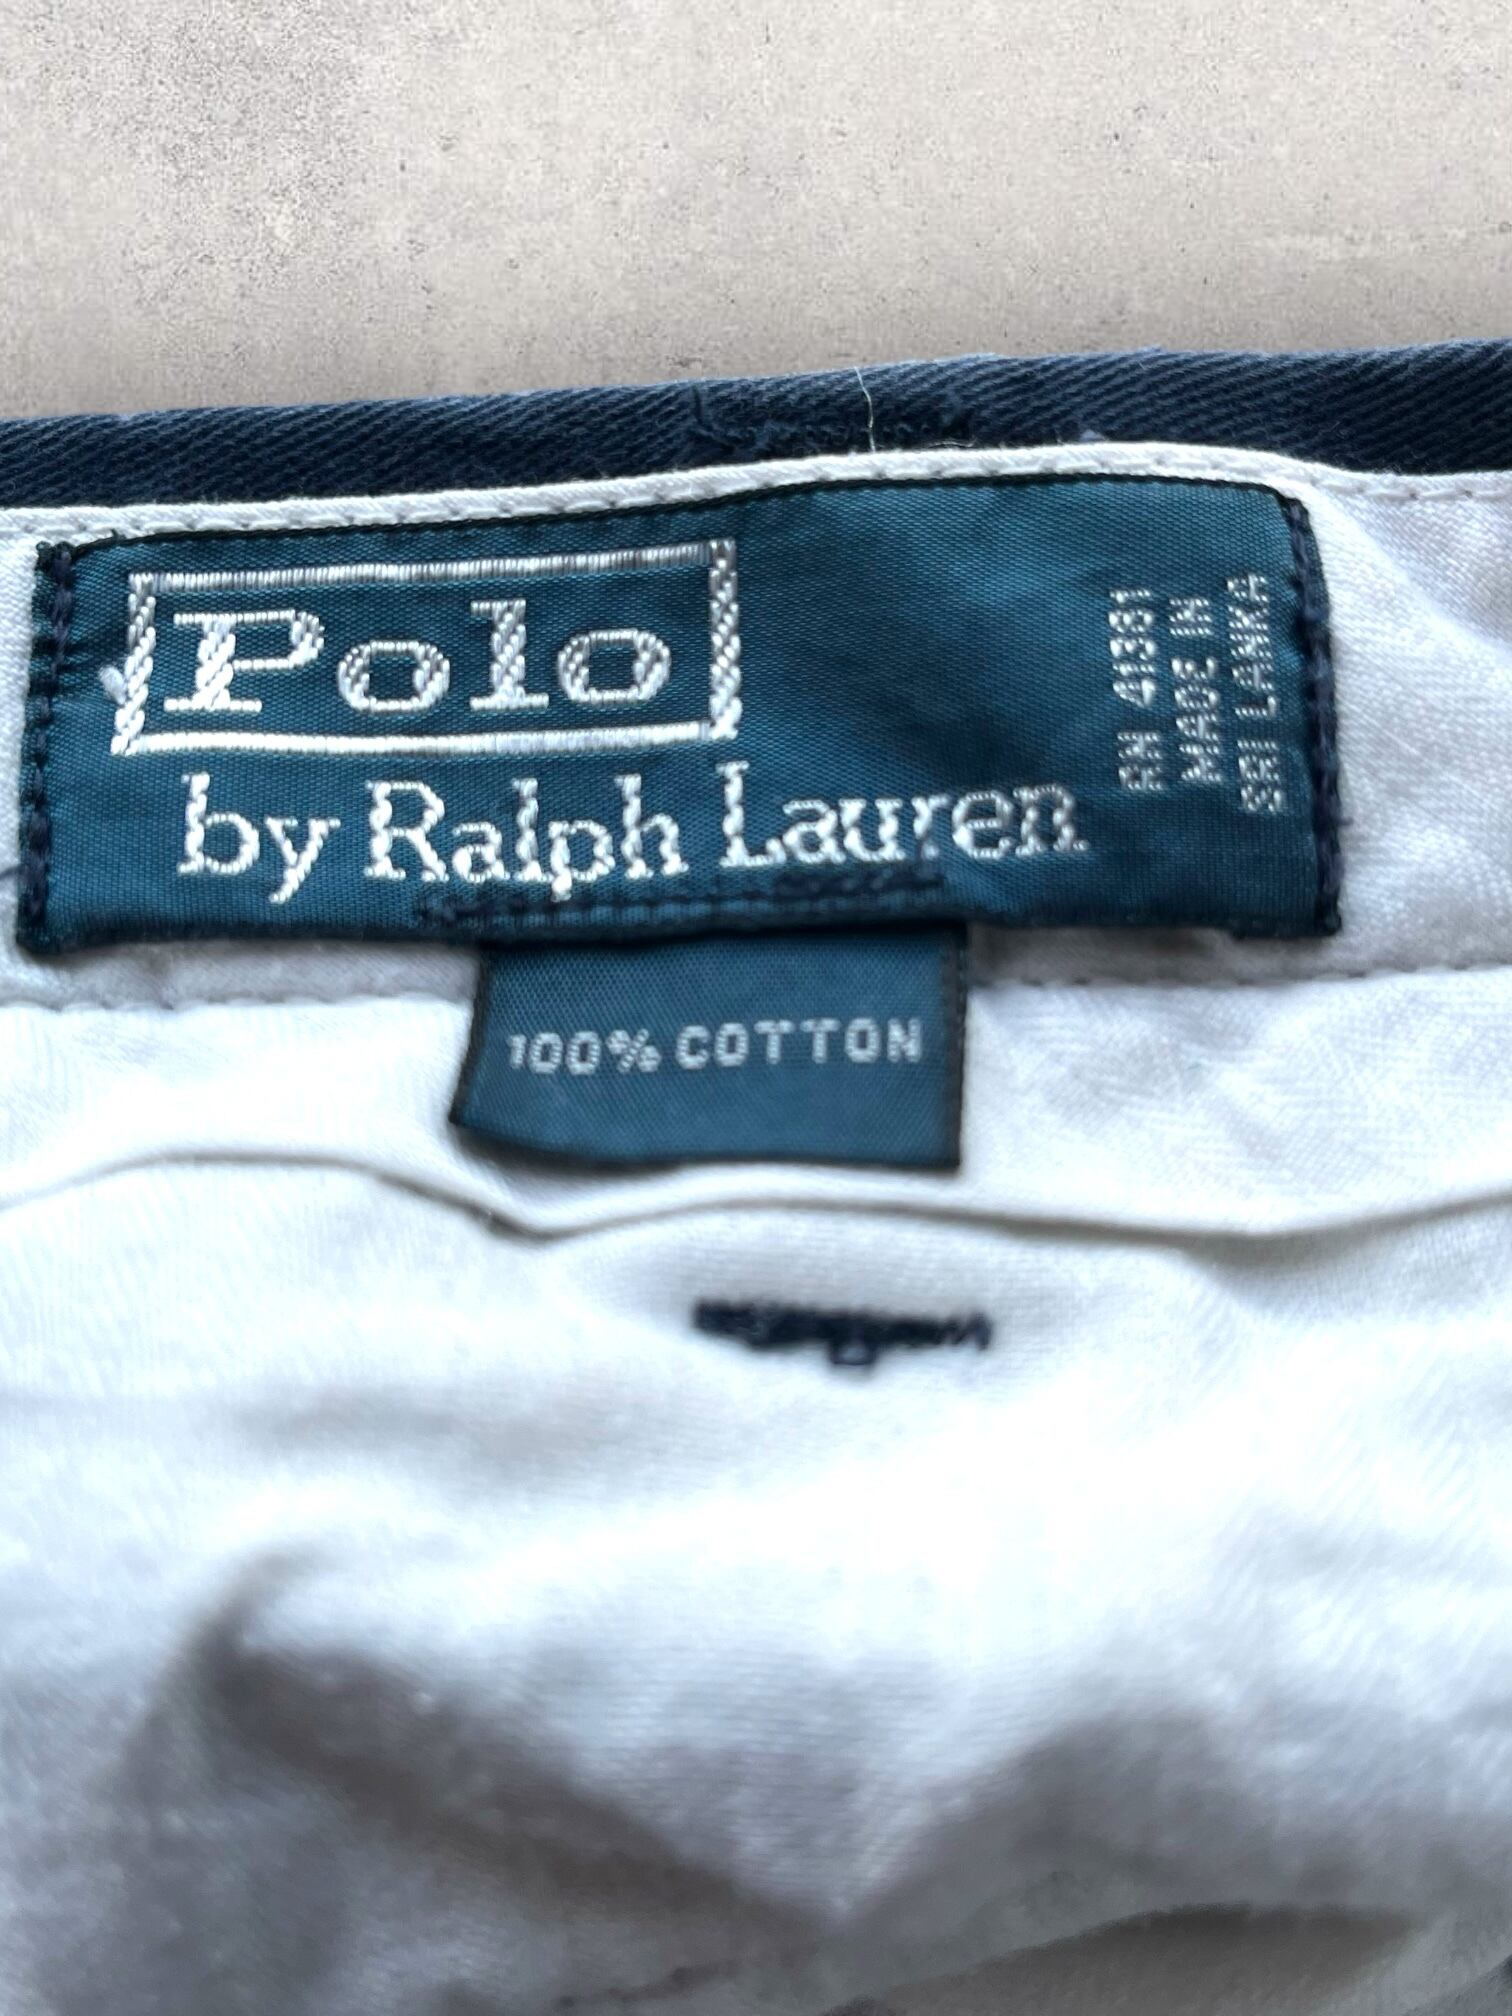 Polo
by Ralph Lauren
RN 41381
MADE IN
SRI LANKA
100% COTTON